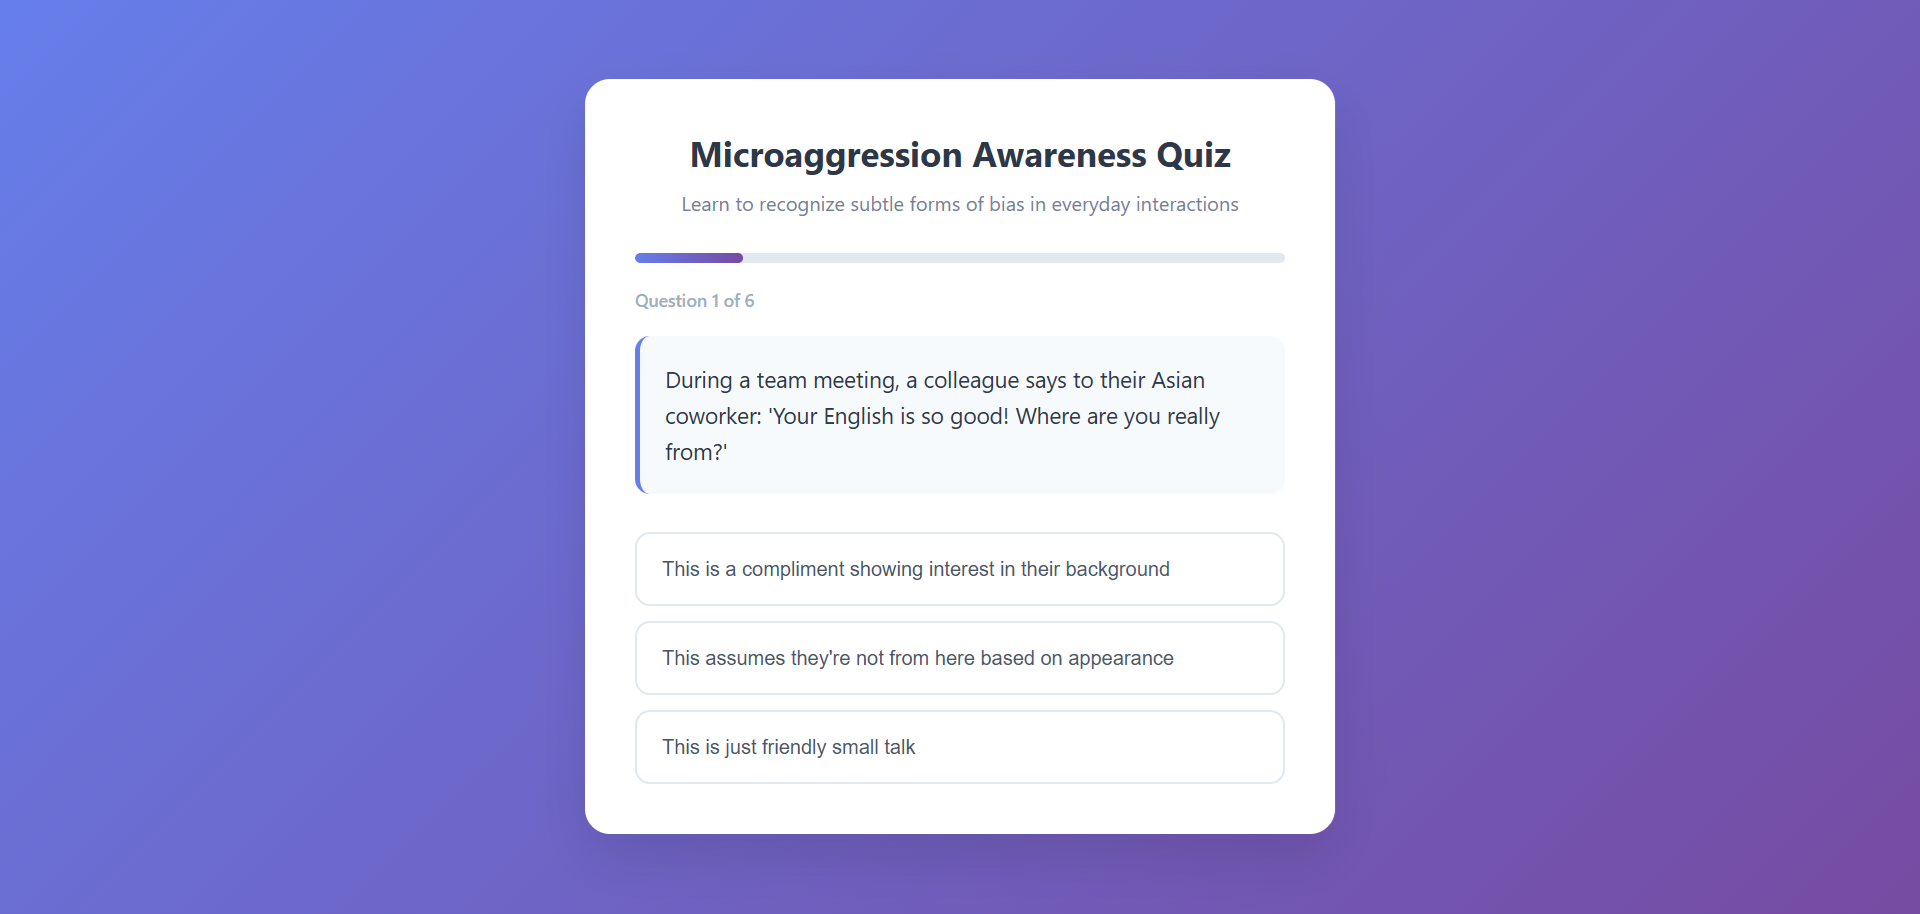 Microaggression Awareness Quiz
Learn to recognize subtle forms of bias in everyday interactions
Question 1 of 6
During a team meeting, a colleague says to their Asian
coworker: 'Your English is so good! Where are you really
from?'
This is a compliment showing interest in their background
This assumes they're not from here based on appearance
This is just friendly small talk